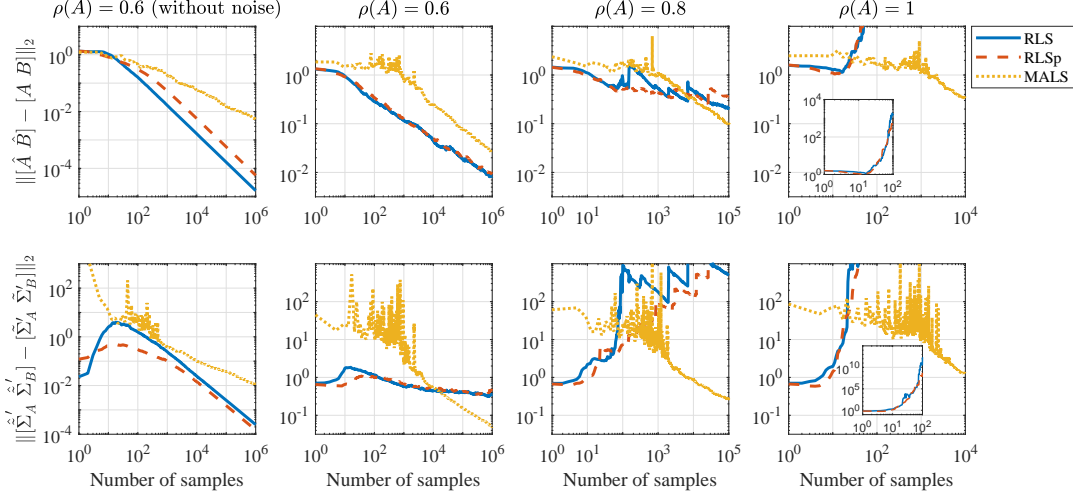 ρ(A) = 0.6 (without noise)
ρ(A) = 0.6
ρ(A) = 0.8
ρ(A) = 1
RLS
RLSp
MALS
‖[Â B̂] − [A B]‖₂
10⁰
10⁻²
10⁻⁴
10⁰ 10² 10⁴ 10⁶
10⁰
10⁻¹
10⁻²
10⁰ 10² 10⁴ 10⁶
10⁰
10⁻¹
10⁻²
10⁰ 10¹ 10³ 10⁵
10⁰
10⁻¹
10⁻²
10⁰ 10² 10⁴
10⁴
10²
10⁰
10⁰ 10² 10²
‖[Σ̃̂′_A Σ̃̂′_B] − [Σ̃′_A Σ̃′_B]‖₂
10²
10⁰
10⁻²
10⁻⁴
10⁰ 10² 10⁴ 10⁶
10²
10¹
10⁰
10⁻¹
10⁰ 10² 10⁴ 10⁶
10²
10¹
10⁰
10⁻¹
10⁰ 10¹ 10³ 10⁵
10²
10¹
10⁰
10⁻¹
10⁰ 10² 10⁴
10¹⁰
10⁵
10⁰
10⁰ 10¹ 10²
Number of samples
Number of samples
Number of samples
Number of samples